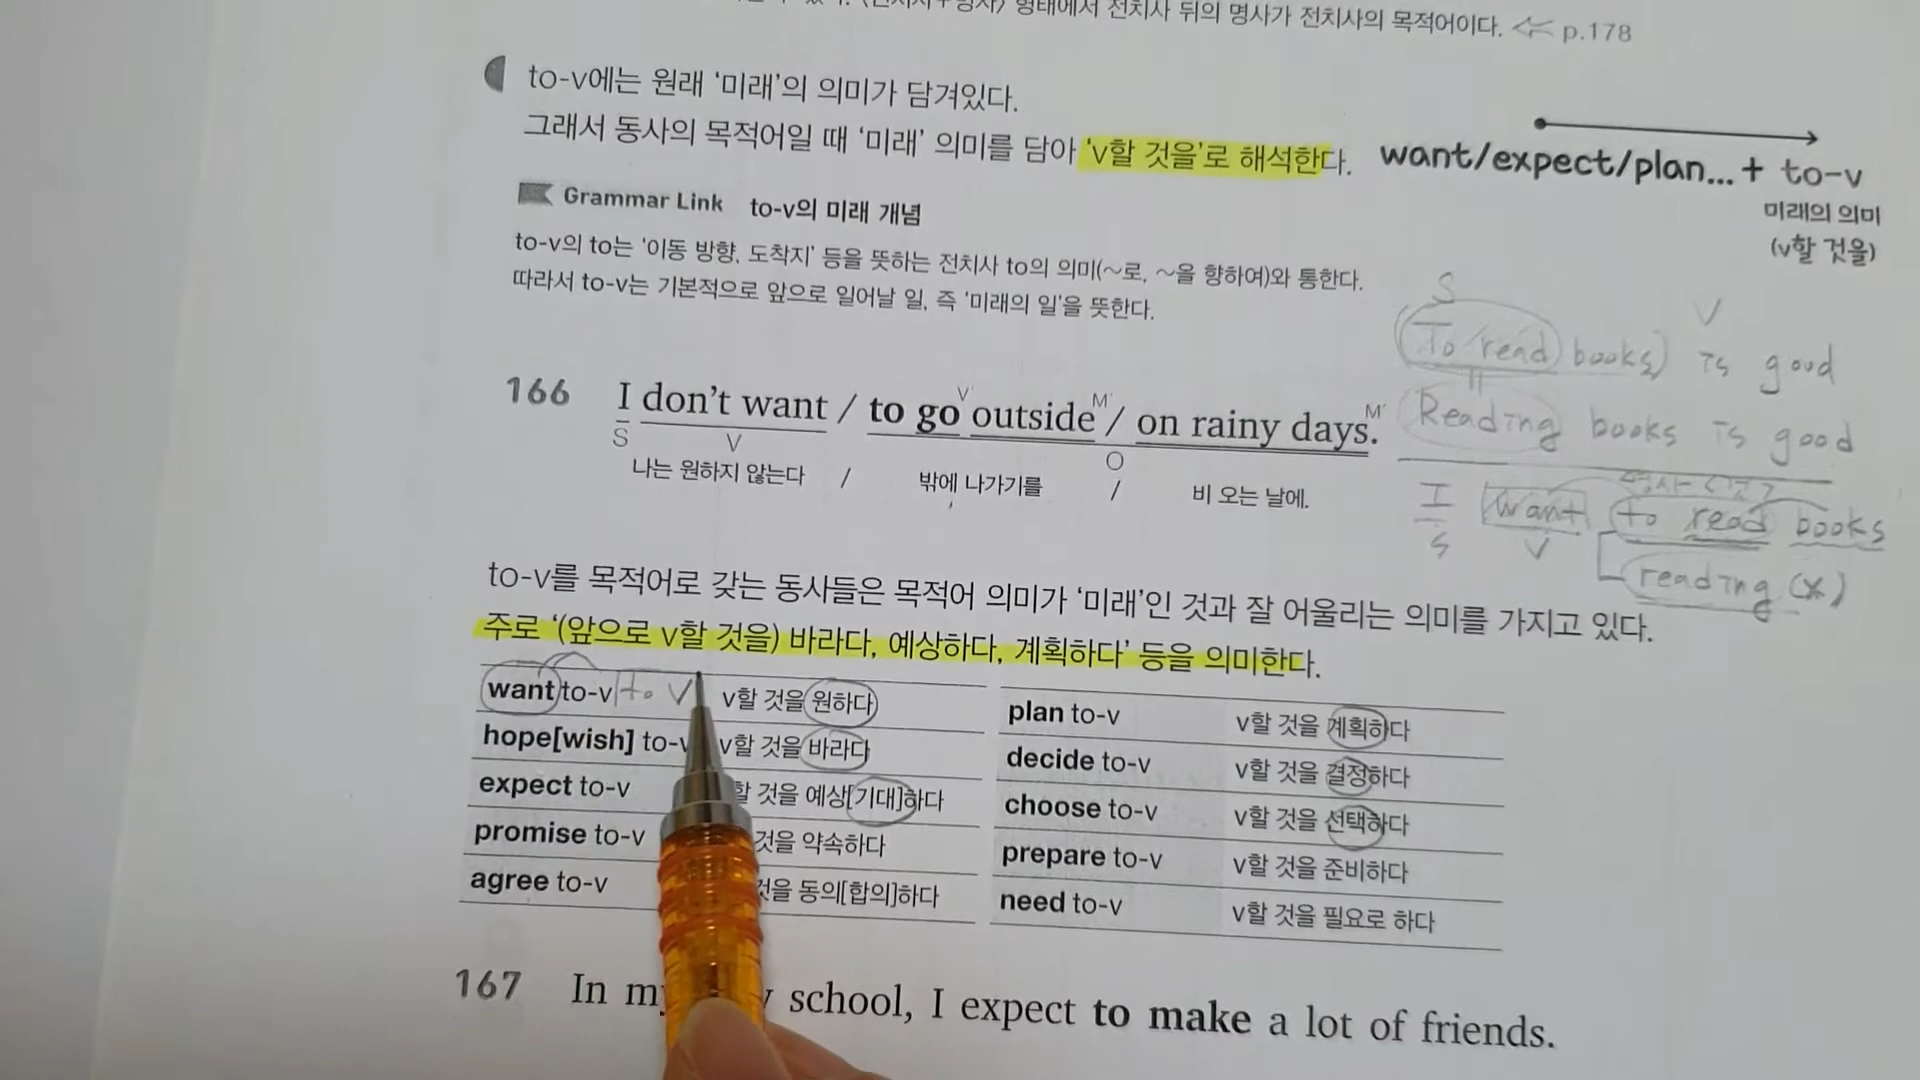 형태에서 전치사 뒤의 명사가 전치사의 목적어이다. p.178
to-v에는 원래 '미래'의 의미가 담겨있다.
그래서 동사의 목적어일 때 '미래' 의미를 담아 'v할 것을'로 해석한다.
want/expect/plan... + to-v
미래의 의미
(v할 것을)
Grammar Link to-v의 미래 개념
to-v의 to는 '이동 방향, 도착지' 등을 뜻하는 전치사 to의 의미(~로, ~을 향하여)와 통한다.
따라서 to-v는 기본적으로 앞으로 일어날 일, 즉 '미래의 일'을 뜻한다.
S V
(To read books) is good
Reading books is good
명사 <것>
I want to read books
S V
reading (x)
166 I don't want / to go outside / on rainy days.
V' M' M'
S V O
나는 원하지 않는다 / 밖에 나가기를 / 비 오는 날에.
to-v를 목적어로 갖는 동사들은 목적어 의미가 '미래'인 것과 잘 어울리는 의미를 가지고 있다.
주로 '(앞으로 v할 것을) 바라다, 예상하다, 계획하다' 등을 의미한다.
want to-v to V v할 것을 원하다
hope[wish] to-v v할 것을 바라다
expect to-v 할 것을 예상[기대]하다
promise to-v 것을 약속하다
agree to-v 것을 동의[합의]하다
plan to-v v할 것을 계획하다
decide to-v v할 것을 결정하다
choose to-v v할 것을 선택하다
prepare to-v v할 것을 준비하다
need to-v v할 것을 필요로 하다
167 In my school, I expect to make a lot of friends.